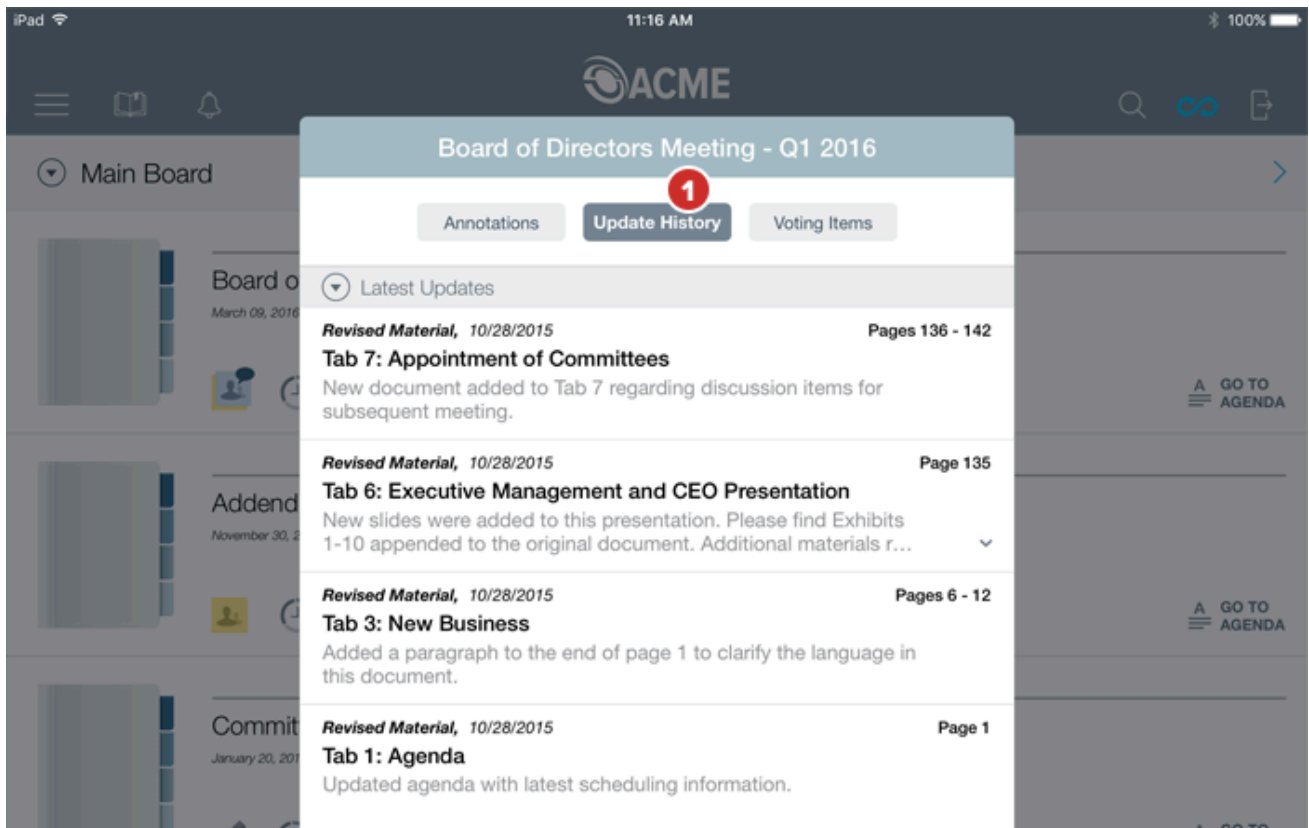 iPad 11:16 AM 100%
ACME
Board of Directors Meeting - Q1 2016
Main Board
1
Annotations Update History Voting Items
Latest Updates
Board o
March 09, 2016
Revised Material, 10/28/2015 Pages 136 - 142
Tab 7: Appointment of Committees
New document added to Tab 7 regarding discussion items for
subsequent meeting.
A GO TO
AGENDA
Revised Material, 10/28/2015 Page 135
Tab 6: Executive Management and CEO Presentation
New slides were added to this presentation. Please find Exhibits
1-10 appended to the original document. Additional materials r...
Addend
November 30, 2
Revised Material, 10/28/2015 Pages 6 - 12
Tab 3: New Business
Added a paragraph to the end of page 1 to clarify the language in
this document.
A GO TO
AGENDA
Commit
January 20, 201
Revised Material, 10/28/2015 Page 1
Tab 1: Agenda
Updated agenda with latest scheduling information.
A GO TO